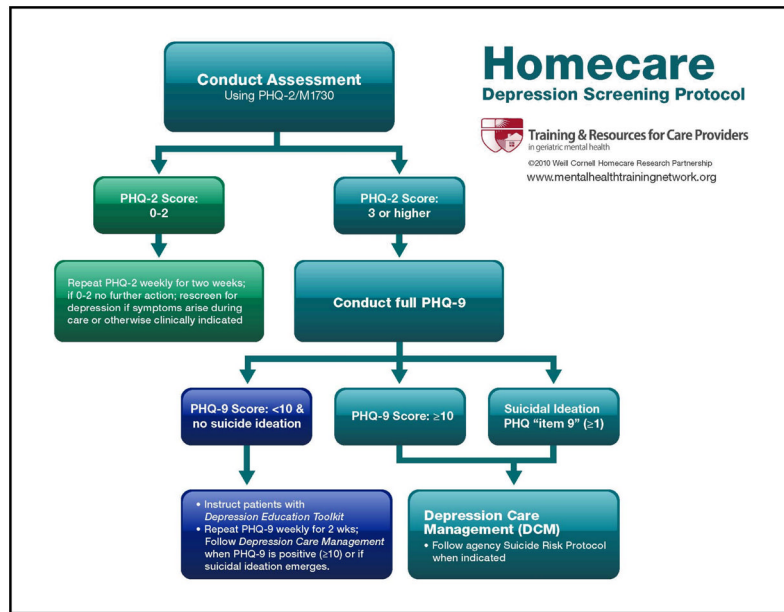 Homecare
Depression Screening Protocol
Training & Resources for Care Providers
in geriatric mental health
©2010 Weill Cornell Homecare Research Partnership
www.mentalhealthtrainingnetwork.org
Conduct Assessment
Using PHQ-2/M1730
PHQ-2 Score:
0-2
PHQ-2 Score:
3 or higher
Repeat PHQ-2 weekly for two weeks;
if 0-2 no further action; rescreen for
depression if symptoms arise during
care or otherwise clinically indicated
Conduct full PHQ-9
PHQ-9 Score: <10 &
no suicide ideation
PHQ-9 Score: ≥10
Suicidal Ideation
PHQ “item 9” (≥1)
• Instruct patients with
Depression Education Toolkit
• Repeat PHQ-9 weekly for 2 wks;
Follow Depression Care Management
when PHQ-9 is positive (≥10) or if
suicidal ideation emerges.
Depression Care
Management (DCM)
• Follow agency Suicide Risk Protocol
when indicated